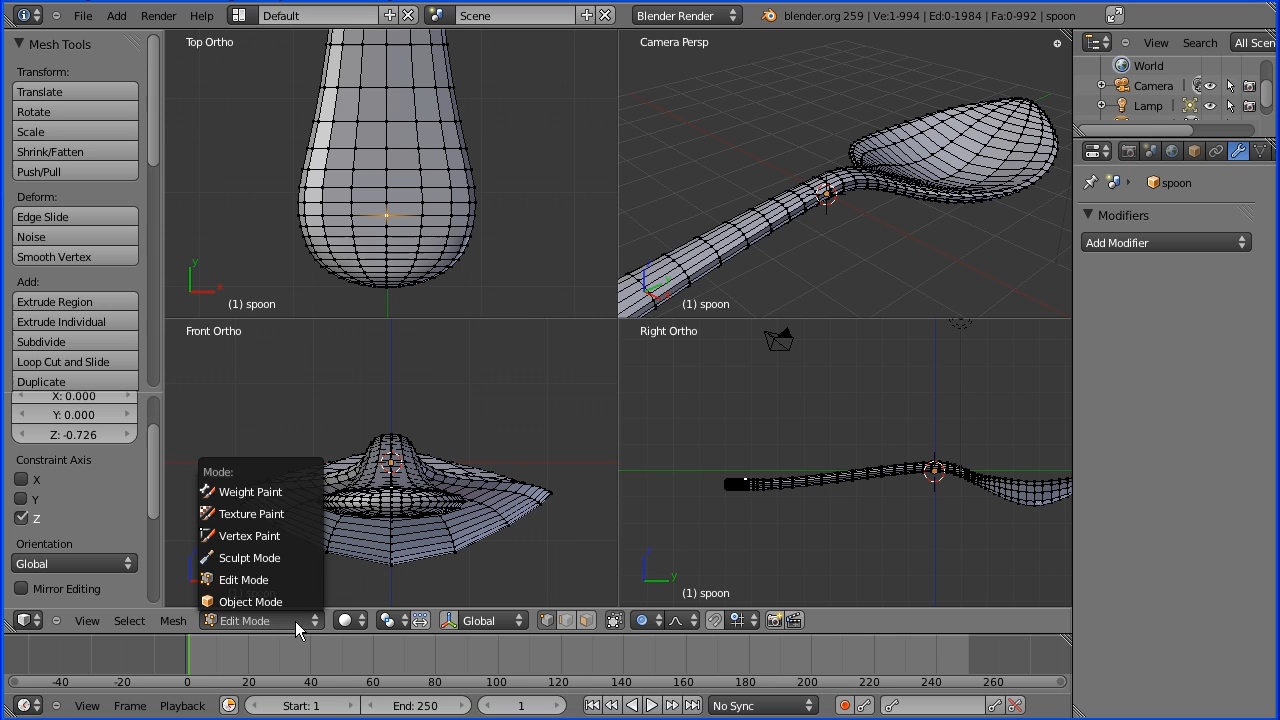 File Add Render Help Default Scene Blender Render blender.org 259 | Ve:1-994 | Ed:0-1984 | Fa:0-992 | spoon
Mesh Tools
Transform:
Translate
Rotate
Scale
Shrink/Fatten
Push/Pull
Deform:
Edge Slide
Noise
Smooth Vertex
Add:
Extrude Region
Extrude Individual
Subdivide
Loop Cut and Slide
Duplicate
X: 0.000
Y: 0.000
Z: -0.726
Constraint Axis
X
Y
Z
Orientation
Global
Mirror Editing
Top Ortho
y
x
(1) spoon
Camera Persp
(1) spoon
Front Ortho
Mode:
Weight Paint
Texture Paint
Vertex Paint
Sculpt Mode
Edit Mode
Object Mode
Right Ortho
y
(1) spoon
View Select Mesh Edit Mode Global
-40 -20 0 20 40 60 80 100 120 140 160 180 200 220 240 260
View Frame Playback Start: 1 End: 250 1 No Sync
View Search All Scen
World
Camera
Lamp
spoon
Modifiers
Add Modifier